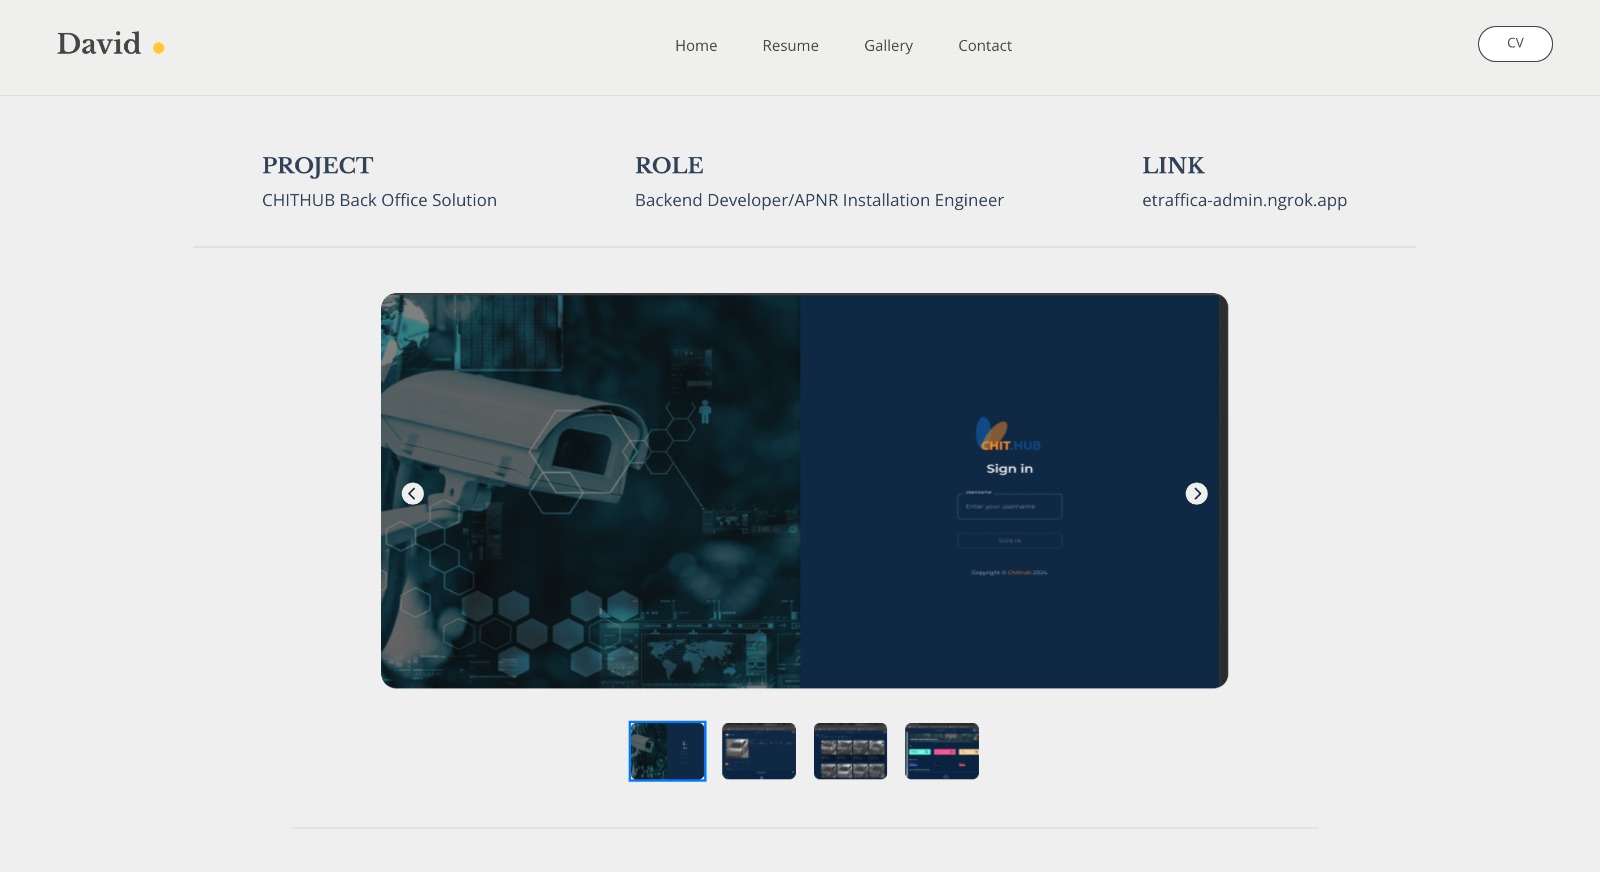 David
Home Resume Gallery Contact
CV
PROJECT
CHITHUB Back Office Solution
ROLE
Backend Developer/APNR Installation Engineer
LINK
etraffica-admin.ngrok.app
CHIT.HUB
Sign in
Username
Enter your username
SIGN IN
Copyright © Chithub 2024.